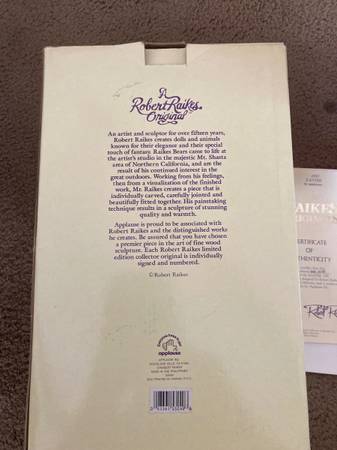 A
Robert Raikes
Original
An artist and sculptor for over fifteen years,
Robert Raikes creates dolls and animals
known for their elegance and their special
touch of fantasy. Raikes Bears came to life
at the artist's studio in the majestic Mt. Shasta
area of Northern California, and are the
result of his continued interest in the
great outdoors. Working from his feelings,
then from a visualization of the finished
work, Mr. Raikes creates a piece that is
individually carved, carefully jointed and
beautifully fitted together. His painstaking
technique results in a sculpture of stunning
quality and warmth.
Applause is proud to be associated with
Robert Raikes and the distinguished works
he creates. Be assured that you have chosen
a premier piece in the art of fine wood
sculpture. Each Robert Raikes limited
edition collector original is individually
signed and numbered.
© Robert Raikes
applause
CERTIFICATE
OF